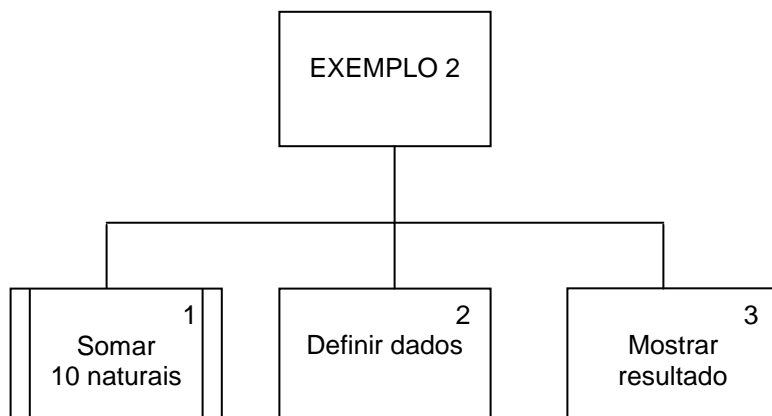 EXEMPLO 2
1
Somar
10 naturais
2
Definir dados
3
Mostrar
resultado